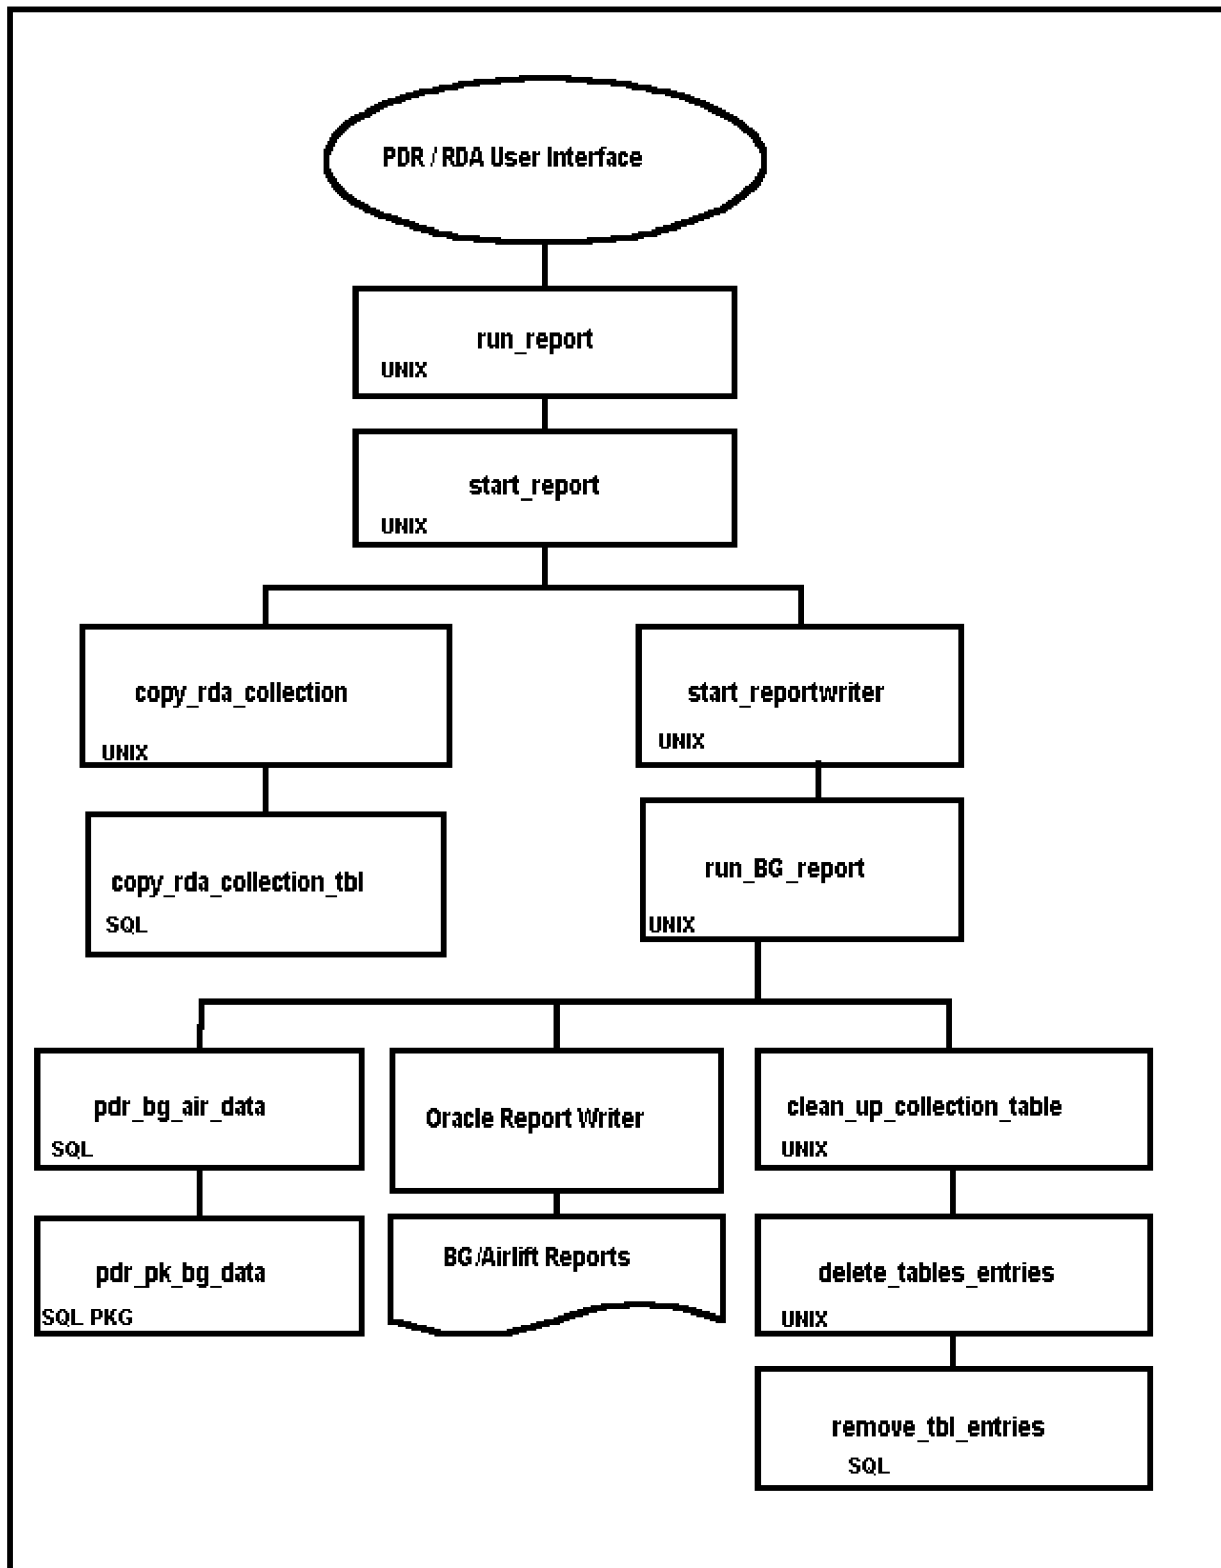 PDR / RDA User Interface
run_report
UNIX
start_report
UNIX
copy_rda_collection
UNIX
start_reportwriter
UNIX
copy_rda_collection_tbl
SQL
run_BG_report
UNIX
pdr_bg_air_data
SQL
Oracle Report Writer
clean_up_collection_table
UNIX
pdr_pk_bg_data
SQL PKG
BG/Airlift Reports
delete_tables_entries
UNIX
remove_tbl_entries
SQL